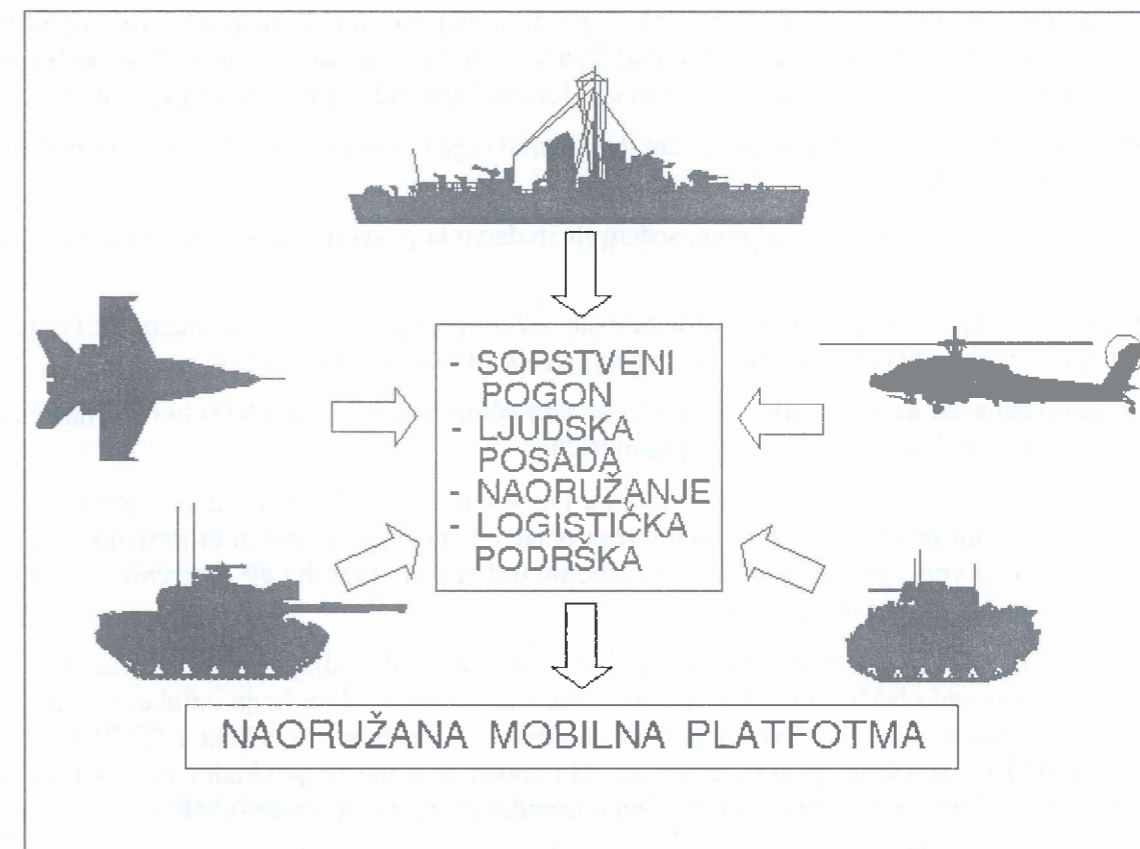 - SOPSTVENI
POGON
- LJUDSKA
POSADA
- NAORUŽANJE
- LOGISTIČKA
PODRŠKA
NAORUŽANA MOBILNA PLATFOTMA